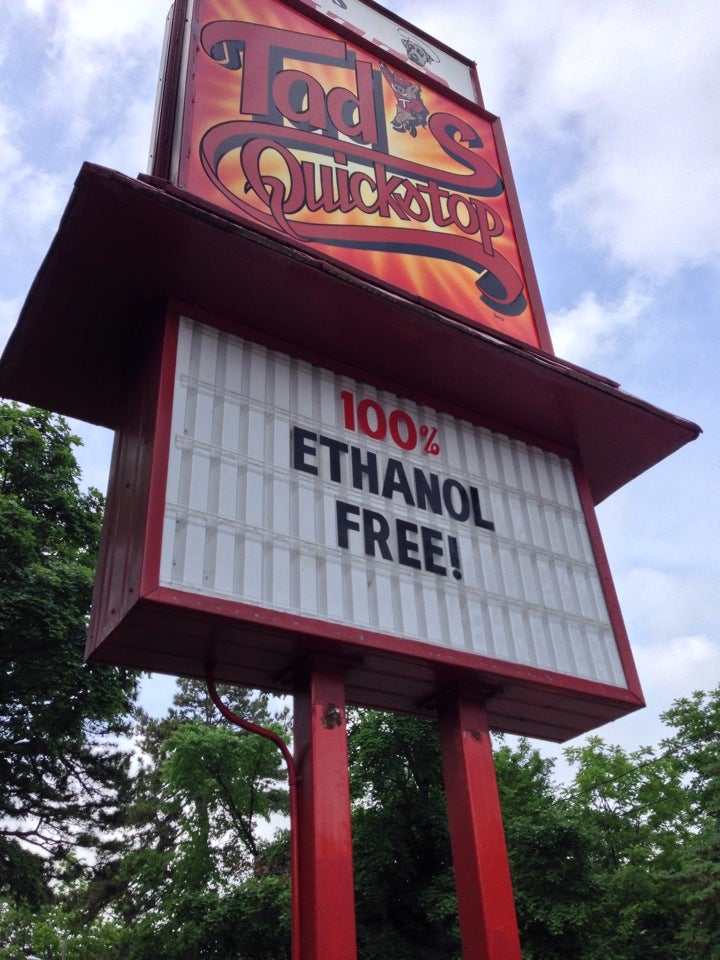 Tad's
Quickstop
100%
ETHANOL
FREE!